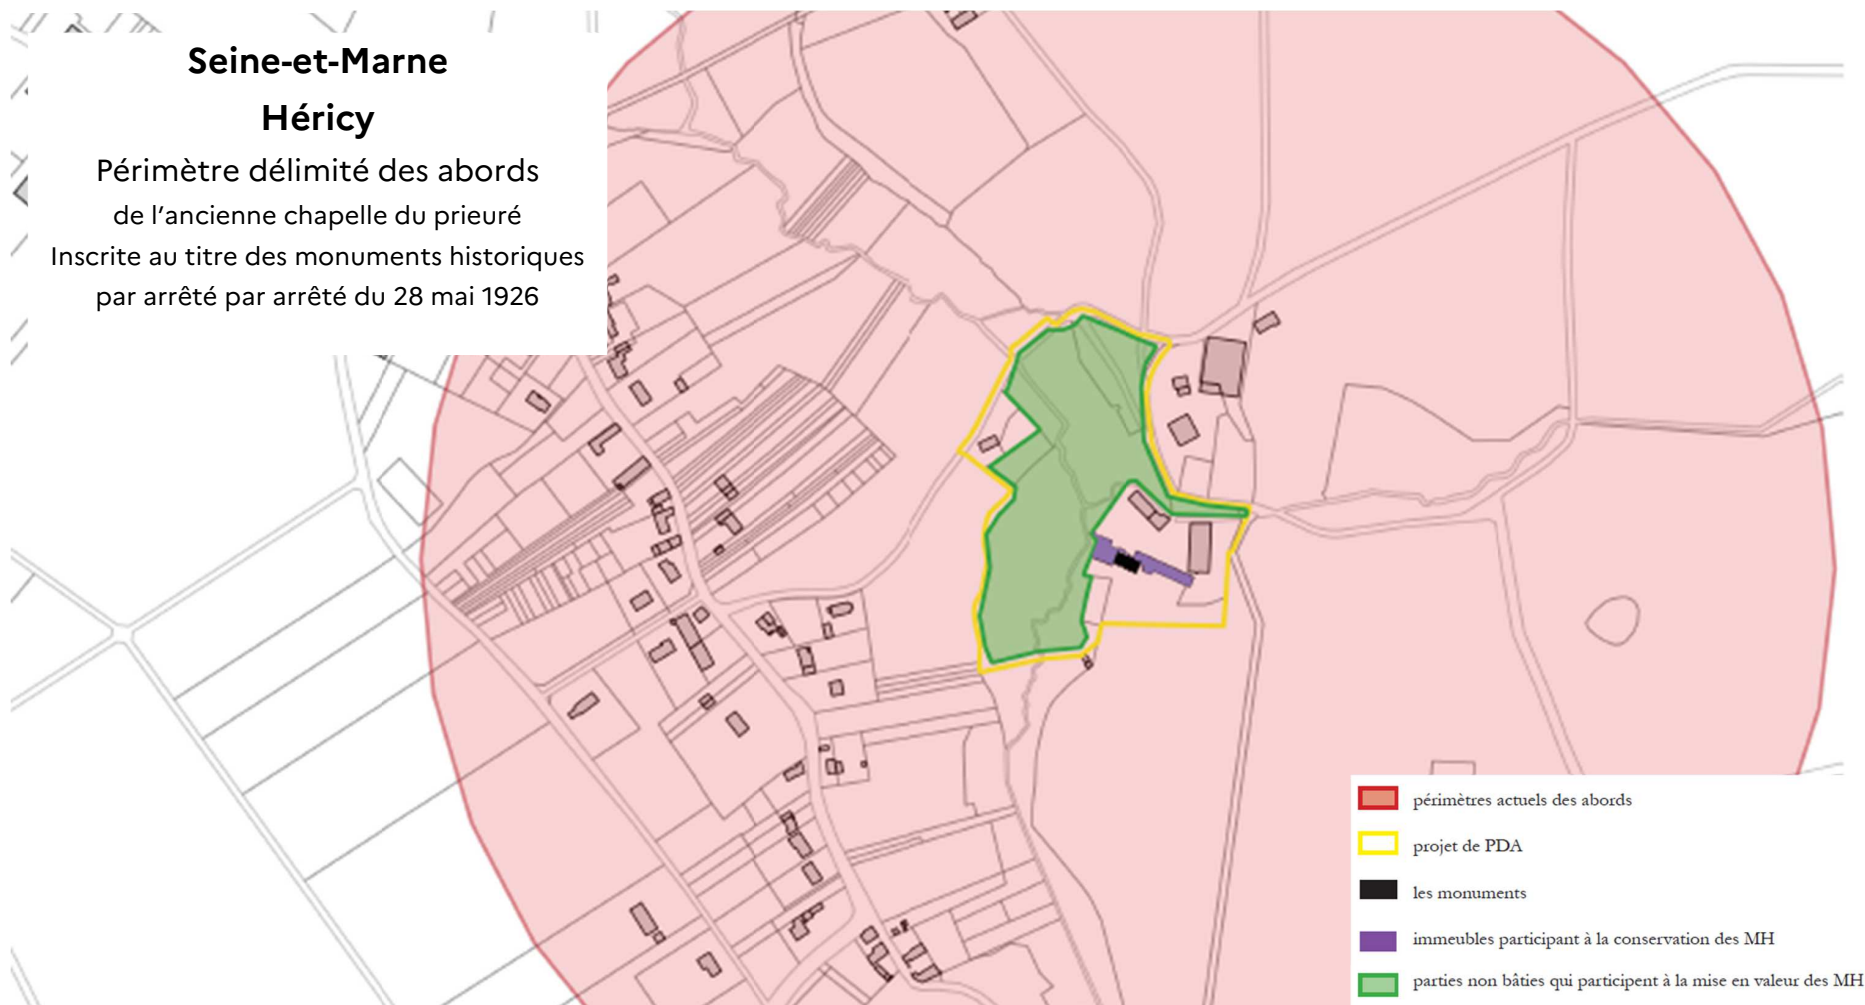 Seine-et-Marne
Héricy
Périmètre délimité des abords
de l’ancienne chapelle du prieuré
Inscrite au titre des monuments historiques
par arrêté par arrêté du 28 mai 1926
périmètres actuels des abords
projet de PDA
les monuments
immeubles participant à la conservation des MH
parties non bâties qui participent à la mise en valeur des MH